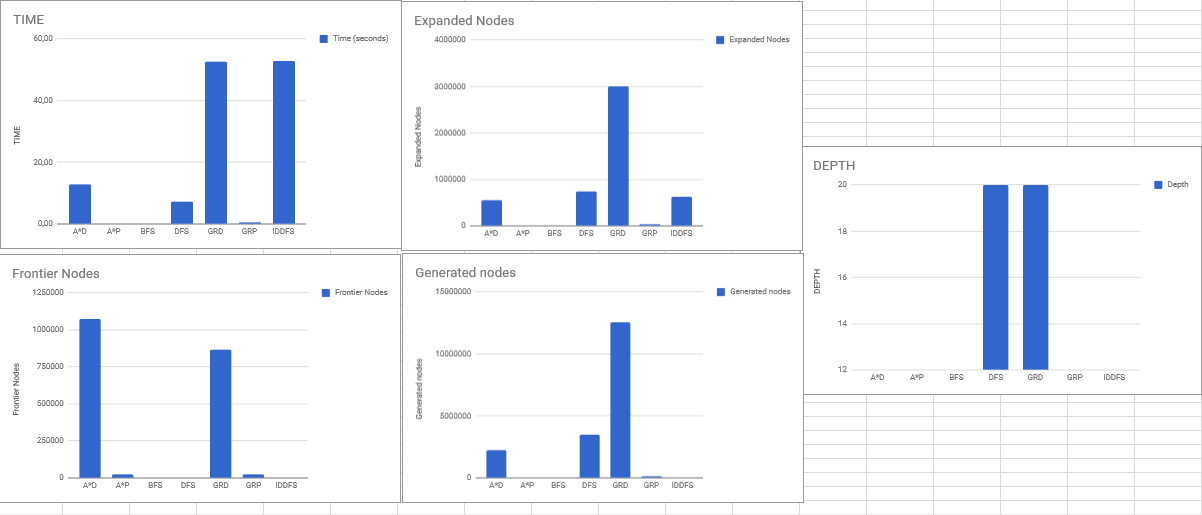 TIME
60,00
40,00
20,00
0,00
TIME
A*D A*P BFS DFS GRD GRP IDDFS
Time (seconds)
Expanded Nodes
4000000
3000000
2000000
1000000
0
Expanded Nodes
A*D A*P BFS DFS GRD GRP IDDFS
Expanded Nodes
Frontier Nodes
1250000
1000000
750000
500000
250000
0
Frontier Nodes
A*D A*P BFS DFS GRD GRP IDDFS
Frontier Nodes
Generated nodes
15000000
10000000
5000000
0
Generated nodes
A*D A*P BFS DFS GRD GRP IDDFS
Generated nodes
DEPTH
20
18
16
14
12
DEPTH
A*D A*P BFS DFS GRD GRP IDDFS
Depth